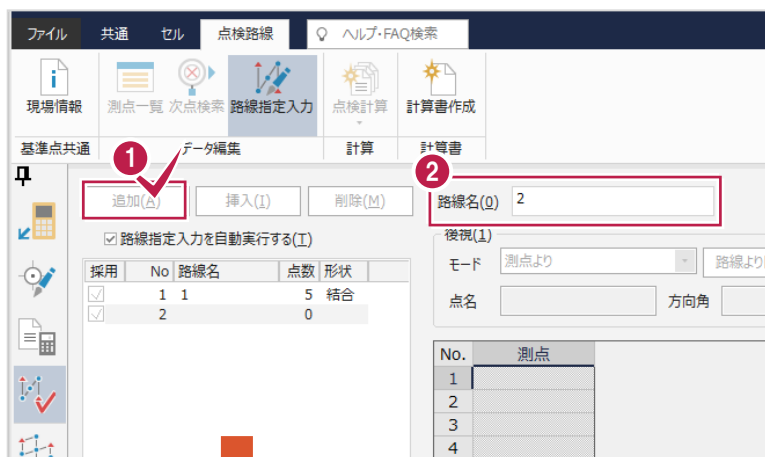 ファイル 共通 セル 点検路線 ヘルプ・FAQ検索
現場情報 測点一覧 次点検索 路線指定入力 点検計算 計算書作成
基準点共通 データ編集 計算 計算書
1 2
追加(A) 挿入(I) 削除(M) 路線名(0) 2
路線指定入力を自動実行する(T) 後視(1)
モード 測点より 路線より
点名 方向角
採用 No 路線名 点数 形状
1 1 5 結合
2 0
No. 測点
1
2
3
4